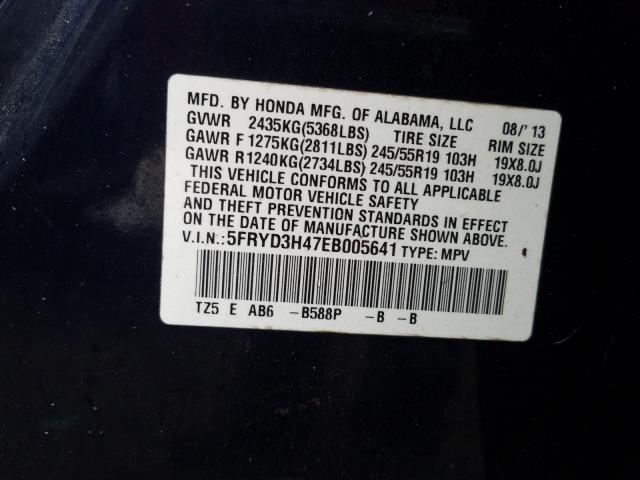 MFD. BY HONDA MFG. OF ALABAMA, LLC 08/'13
GVWR 2435KG(5368LBS) TIRE SIZE RIM SIZE
GAWR F 1275KG(2811LBS) 245/55R19 103H 19X8.0J
GAWR R1240KG(2734LBS) 245/55R19 103H 19X8.0J
THIS VEHICLE CONFORMS TO ALL APPLICABLE
FEDERAL MOTOR VEHICLE SAFETY
AND THEFT PREVENTION STANDARDS IN EFFECT
ON THE DATE OF MANUFACTURE SHOWN ABOVE.
V.I.N.:5FRYD3H47EB005641 TYPE: MPV
TZ5 E AB6 -B588P -B -B